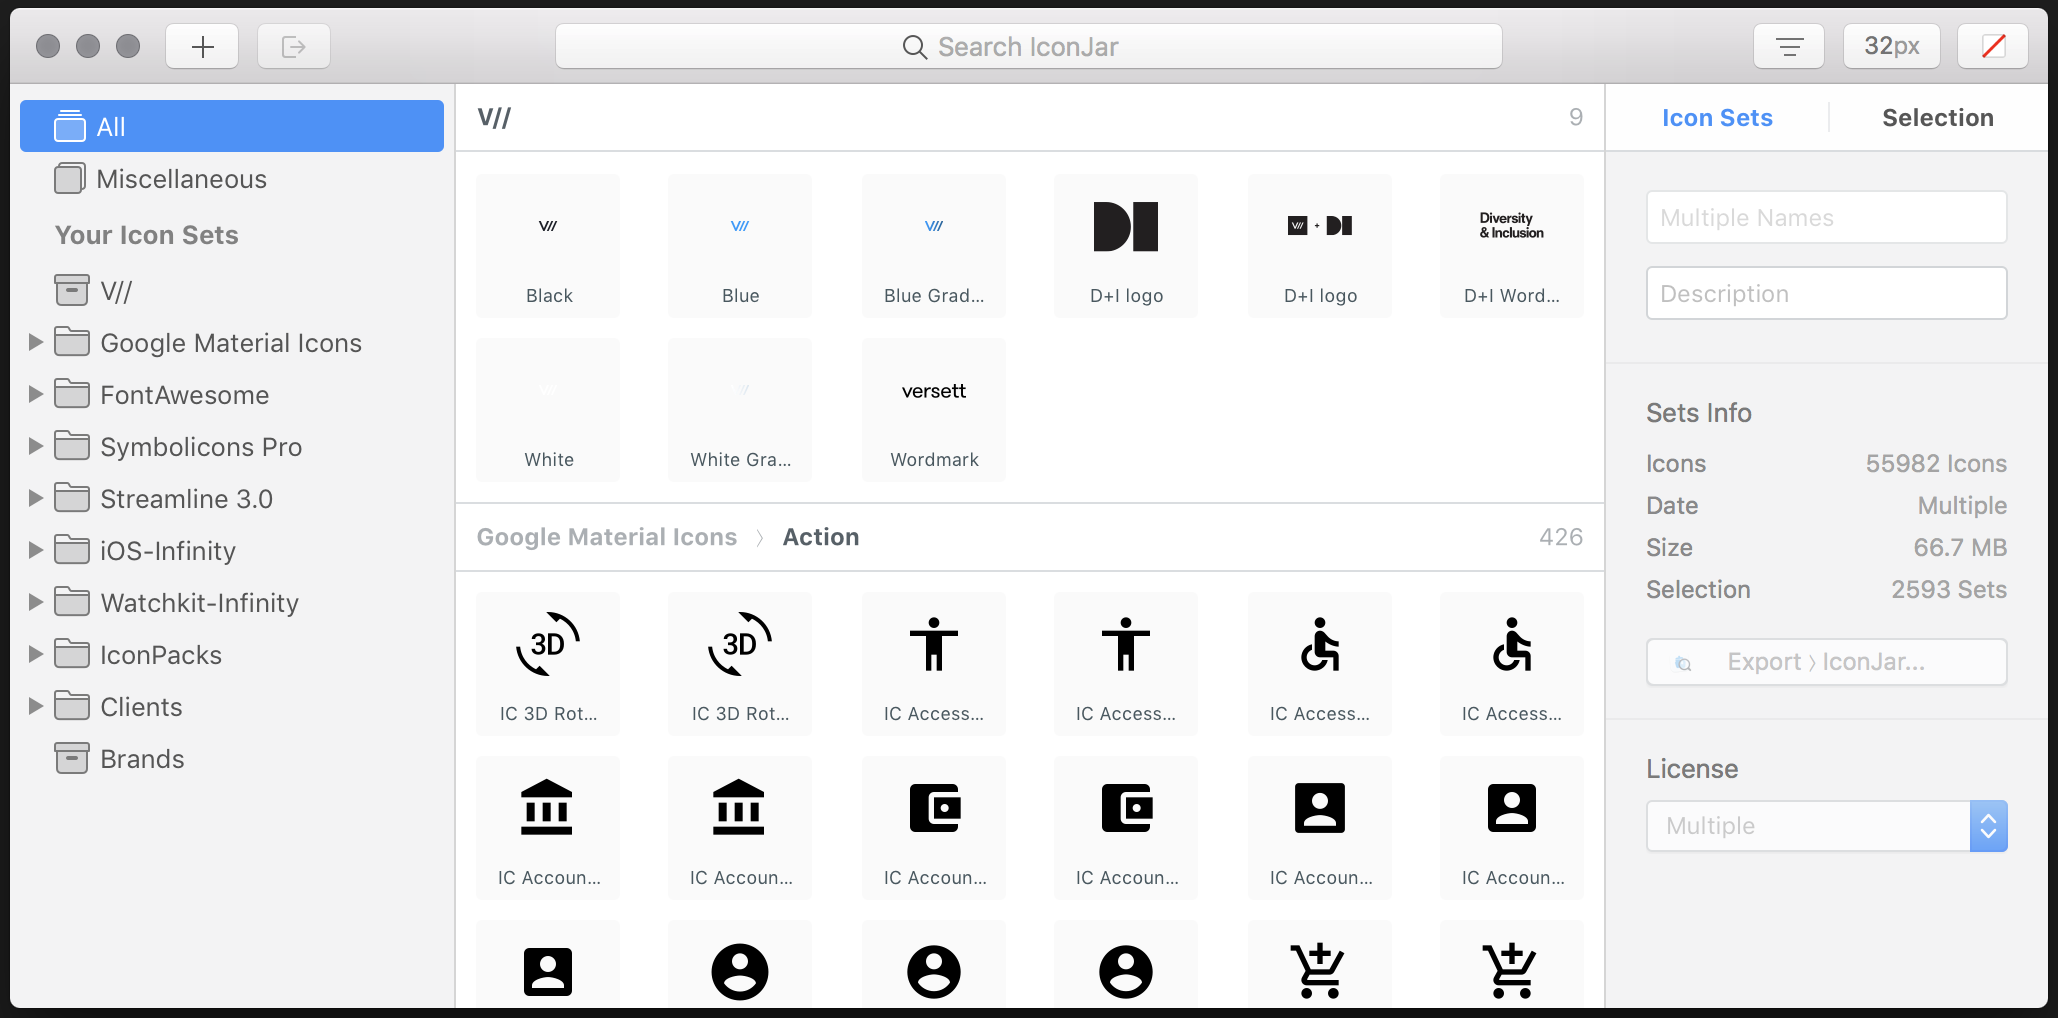 Search IconJar
32px
All
Miscellaneous
Your Icon Sets
V//
Google Material Icons
FontAwesome
Symbolicons Pro
Streamline 3.0
iOS-Infinity
Watchkit-Infinity
IconPacks
Clients
Brands
V//
9
V//
V//
V//
V// +
Diversity
& Inclusion
Black
Blue
Blue Grad...
D+I logo
D+I logo
D+I Word...
V//
V//
versett
White
White Gra...
Wordmark
Google Material Icons 〉 Action
426
3D
3D
IC 3D Rot...
IC 3D Rot...
IC Access...
IC Access...
IC Access...
IC Access...
IC Accoun...
IC Accoun...
IC Accoun...
IC Accoun...
IC Accoun...
IC Accoun...
Icon Sets
Selection
Multiple Names
Description
Sets Info
Icons 55982 Icons
Date Multiple
Size 66.7 MB
Selection 2593 Sets
Export 〉 IconJar...
License
Multiple